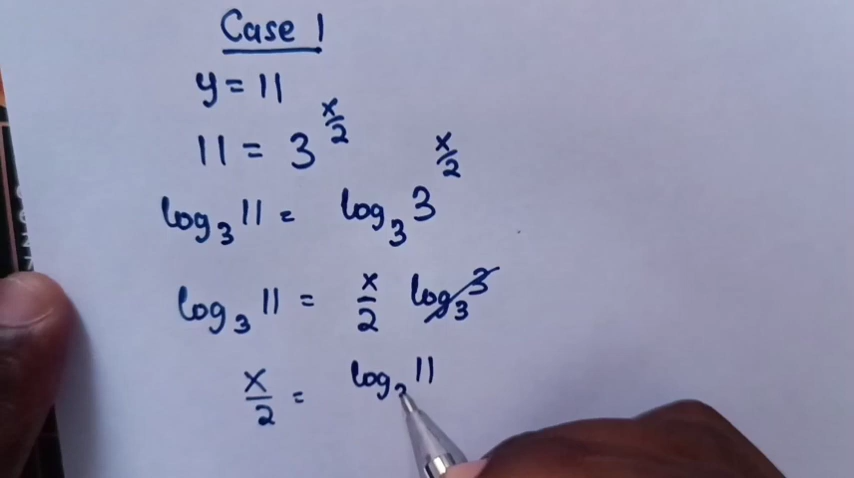 Case 1
y = 11
11 = 3^(x/2)
log₃ 11 = log₃ 3^(x/2)
log₃ 11 = x/2 log₃ 3
x/2 = log₃ 11